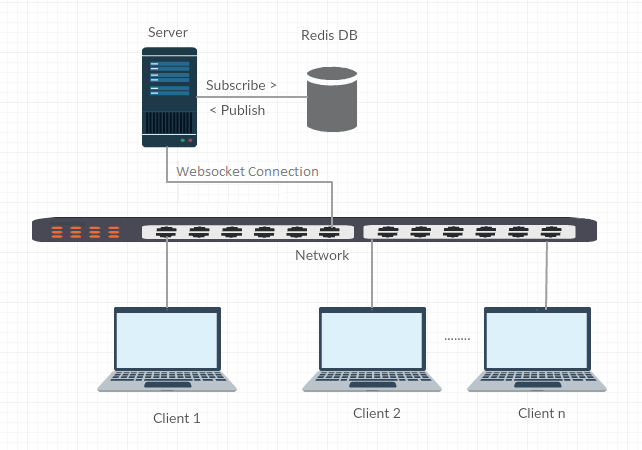 Server
Redis DB
Subscribe >
< Publish
Websocket Connection
Network
........
Client 1
Client 2
Client n